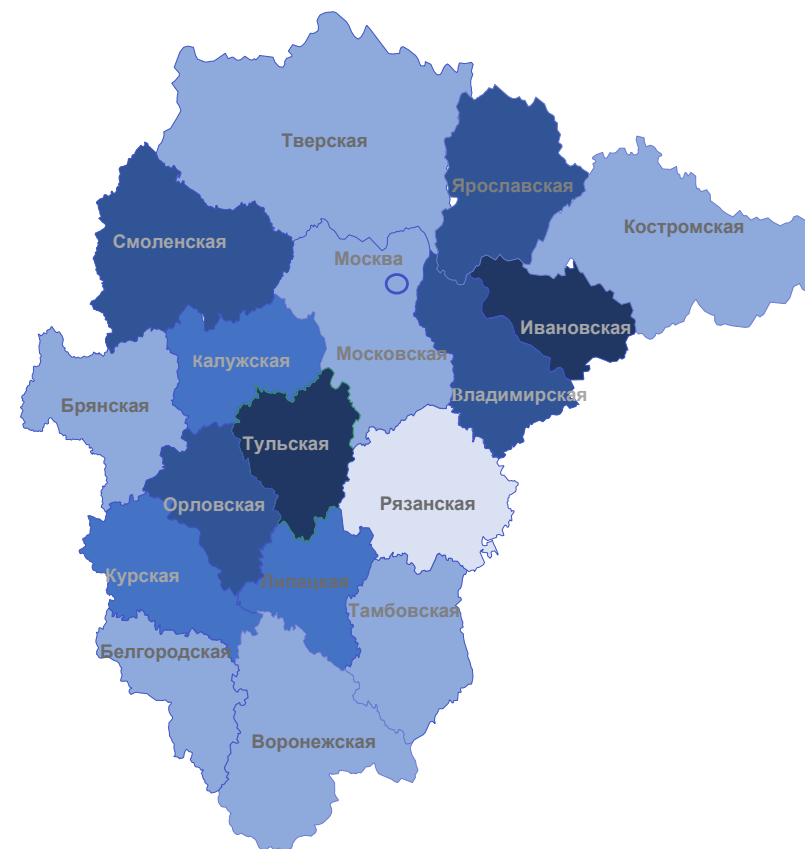 Тверская
Ярославская
Костромская
Смоленская
Москва
Ивановская
Калужская
Московская
Владимирская
Брянская
Тульская
Орловская
Рязанская
Курская
Липецкая
Тамбовская
Белгородская
Воронежская